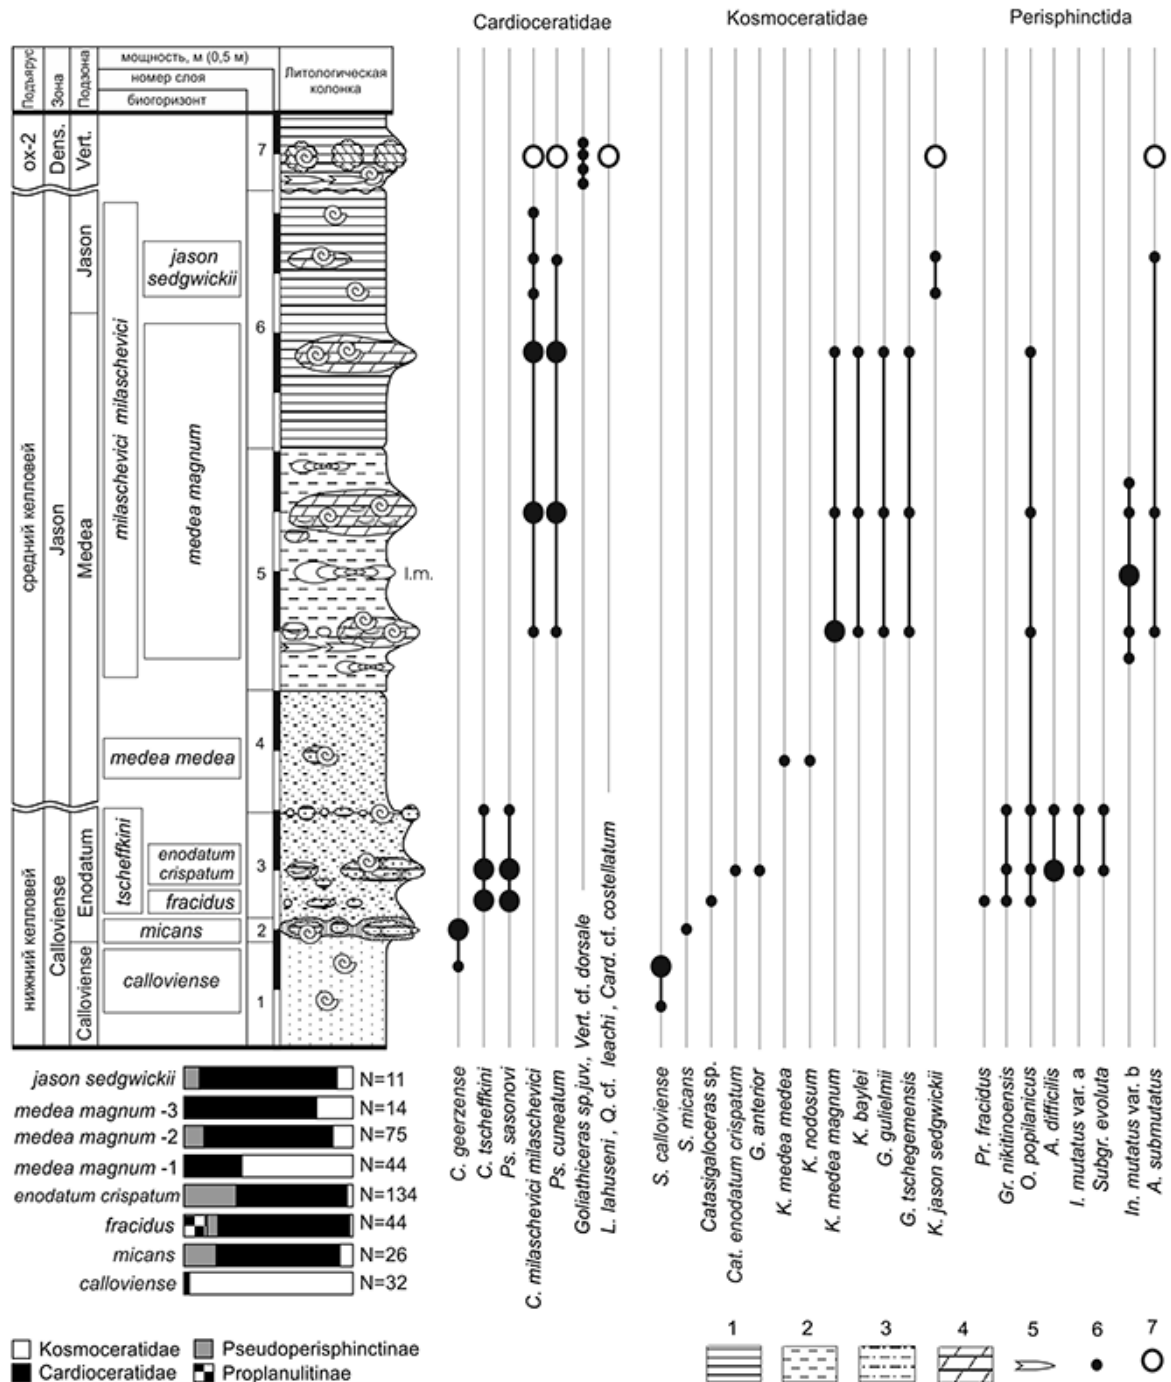 Cardioceratidae
Kosmoceratidae
Perisphinctida
Подъярус
Зона
Подзона
мощность, м (0,5 м)
номер слоя
биогоризонт
Литологическая
колонка
ox-2
Dens.
Vert.
7
средний келловей
Jason
Jason
Medea
milaschevici milaschevici
jason
sedgwickii
medea magnum
6
5
l.m.
4
medea medea
нижний келловей
Calloviense
Enodatum
Calloviense
tscheffkini
enodatum
crispatum
fracidus
3
micans
2
calloviense
1
C. geerzense
C. tscheffkini
Ps. sasonovi
C. milaschevici milaschevici
Ps. cuneatum
Goliathiceras sp.juv., Vert. cf. dorsale
L. lahuseni, Q. cf. leachi, Card. cf. costellatum
S. calloviense
S. micans
Catasigaloceras sp.
Cat. enodatum crispatum
G. anterior
K. medea medea
K. nodosum
K. medea magnum
K. baylei
G. gulielmii
G. tschegemensis
K. jason sedgwickii
Pr. fracidus
Gr. nikitinoensis
O. popilanicus
A. difficilis
I. mutatus var. a
Subgr. evoluta
In. mutatus var. b
A. submutatus
jason sedgwickii N=11
medea magnum -3 N=14
medea magnum -2 N=75
medea magnum -1 N=44
enodatum crispatum N=134
fracidus N=44
micans N=26
calloviense N=32
Kosmoceratidae
Pseudoperisphinctinae
Cardioceratidae
Proplanulitinae
1 2 3 4 5 6 7